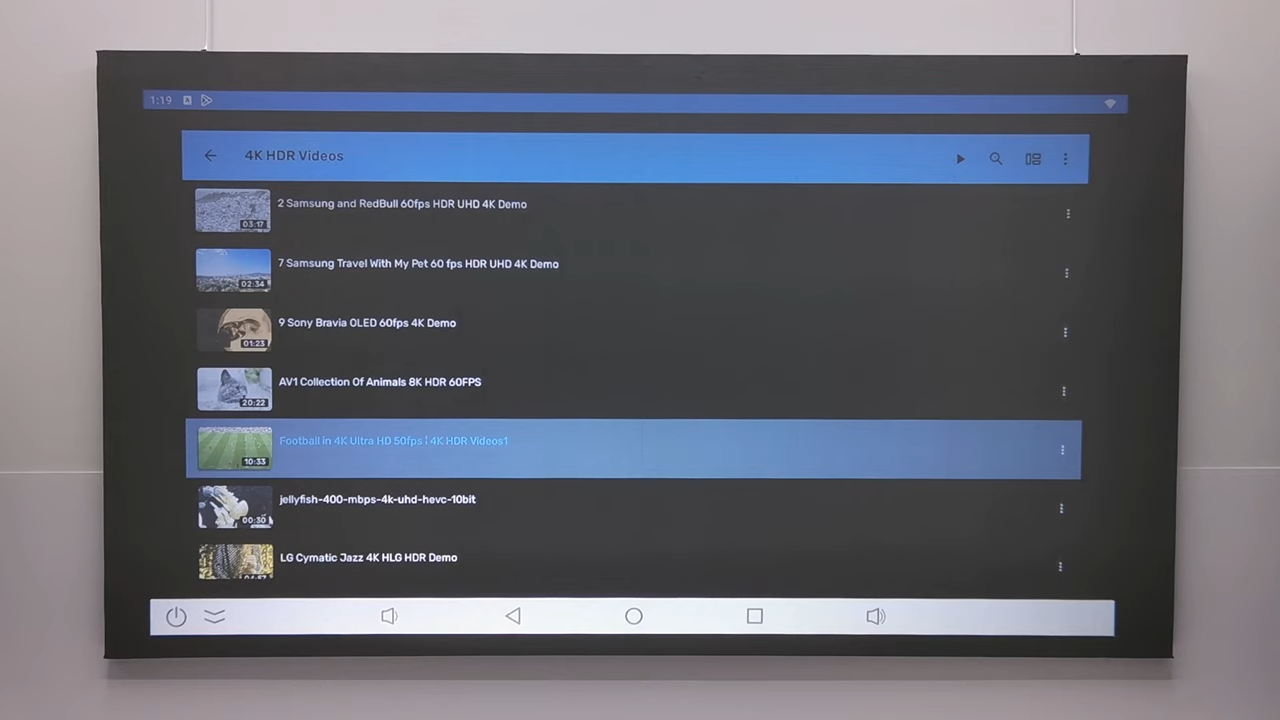 1:19
4K HDR Videos
2 Samsung and RedBull 60fps HDR UHD 4K Demo
03:17
7 Samsung Travel With My Pet 60 fps HDR UHD 4K Demo
02:34
9 Sony Bravia OLED 60fps 4K Demo
01:23
AV1 Collection Of Animals 8K HDR 60FPS
20:22
Football in 4K Ultra HD 50fps ¦ 4K HDR Videos1
10:33
jellyfish-400-mbps-4k-uhd-hevc-10bit
00:30
LG Cymatic Jazz 4K HLG HDR Demo